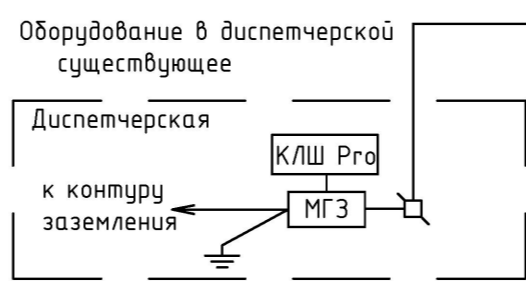 Оборудование в диспетчерской
существующее
Диспетчерская
КЛШ Pro
к контуру
заземления
МГЗ